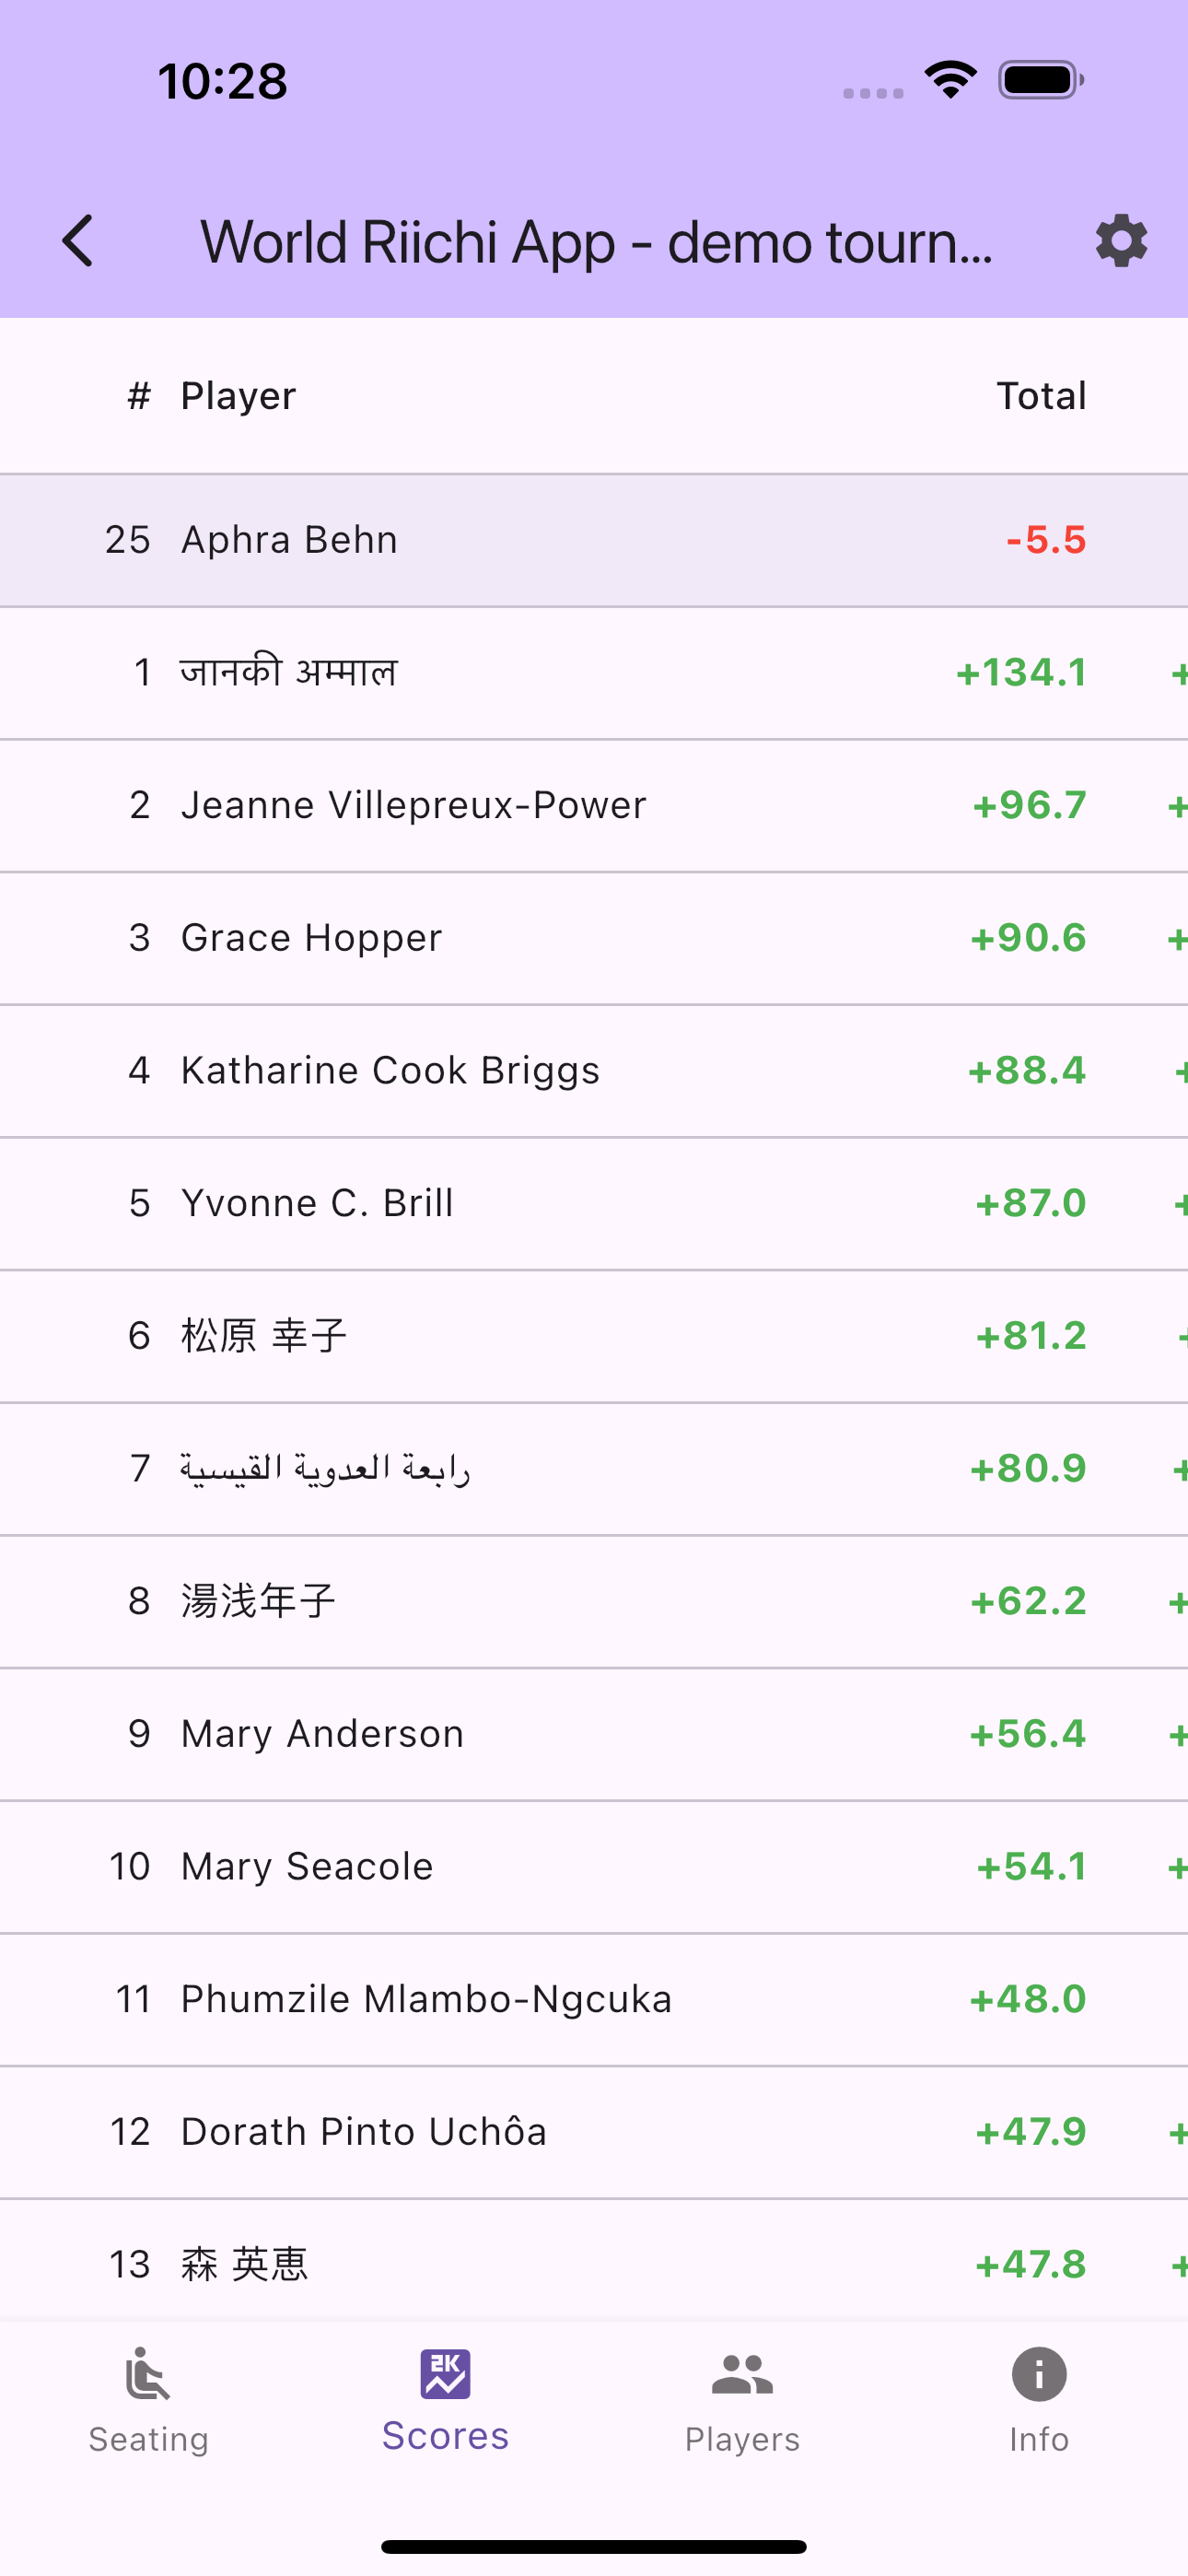 10:28
World Riichi App - demo tourn...
# Player Total
25 Aphra Behn -5.5
1 जानकी अम्माल +134.1 +
2 Jeanne Villepreux-Power +96.7 +
3 Grace Hopper +90.6 +
4 Katharine Cook Briggs +88.4 +
5 Yvonne C. Brill +87.0 +
6 松原 幸子 +81.2 +
7 رابعة العدوية القيسية +80.9 +
8 湯浅年子 +62.2 +
9 Mary Anderson +56.4 +
10 Mary Seacole +54.1 +
11 Phumzile Mlambo-Ngcuka +48.0
12 Dorath Pinto Uchôa +47.9 +
13 森 英恵 +47.8 +
2K
Seating Scores Players Info